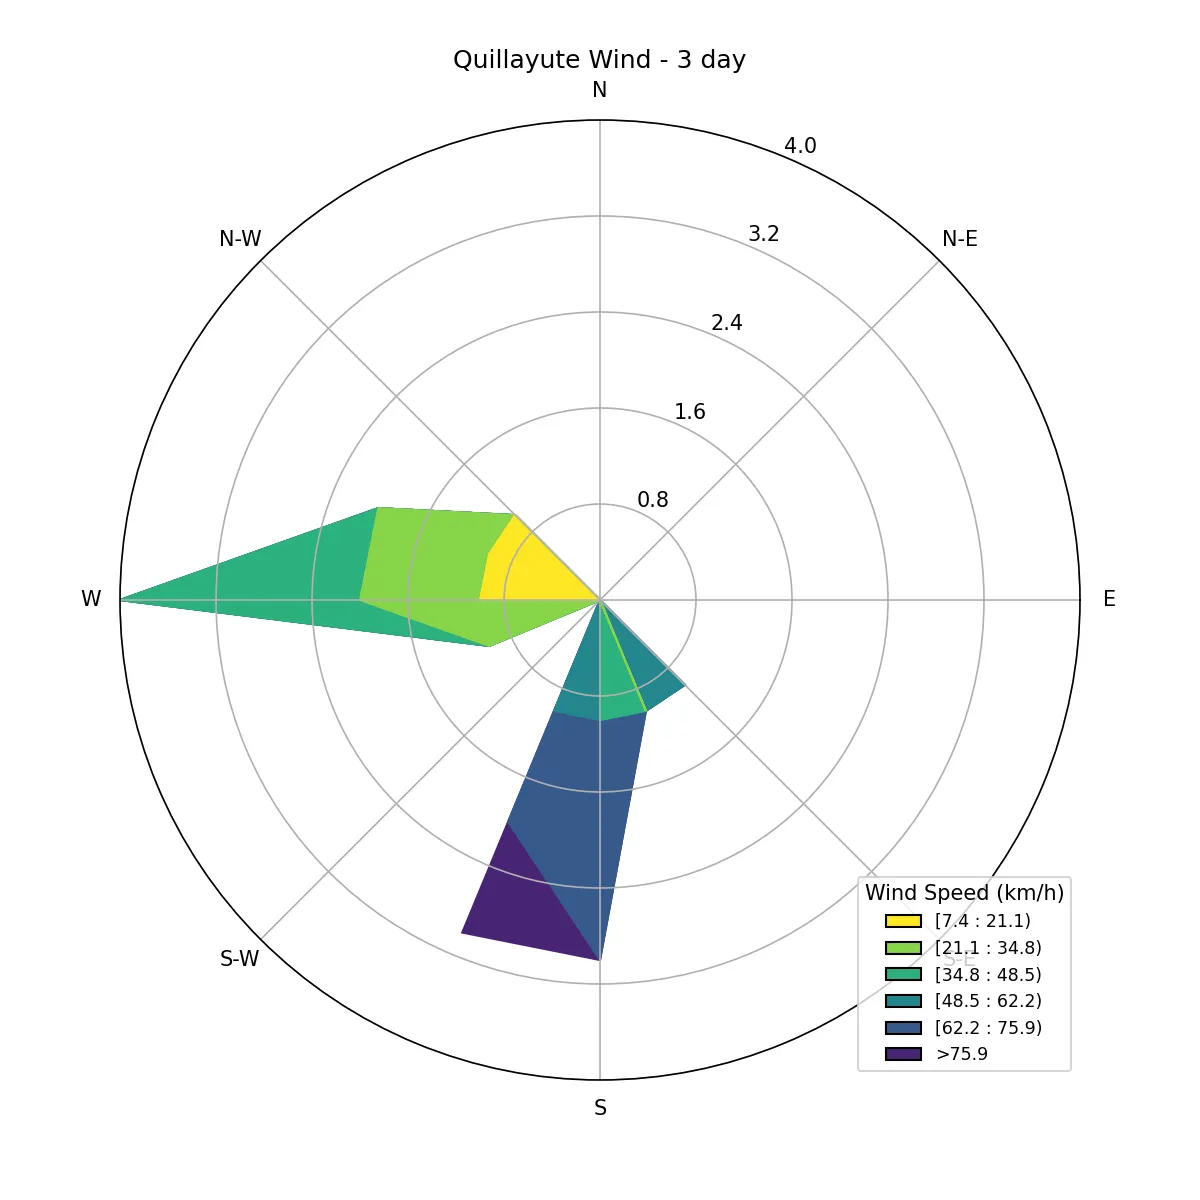 Quillayute Wind - 3 day
N
4.0
N-W
3.2
N-E
2.4
1.6
0.8
W
E
Wind Speed (km/h)
[7.4 : 21.1)
[21.1 : 34.8)
S-W
S-E
[34.8 : 48.5)
[48.5 : 62.2)
[62.2 : 75.9)
>75.9
S